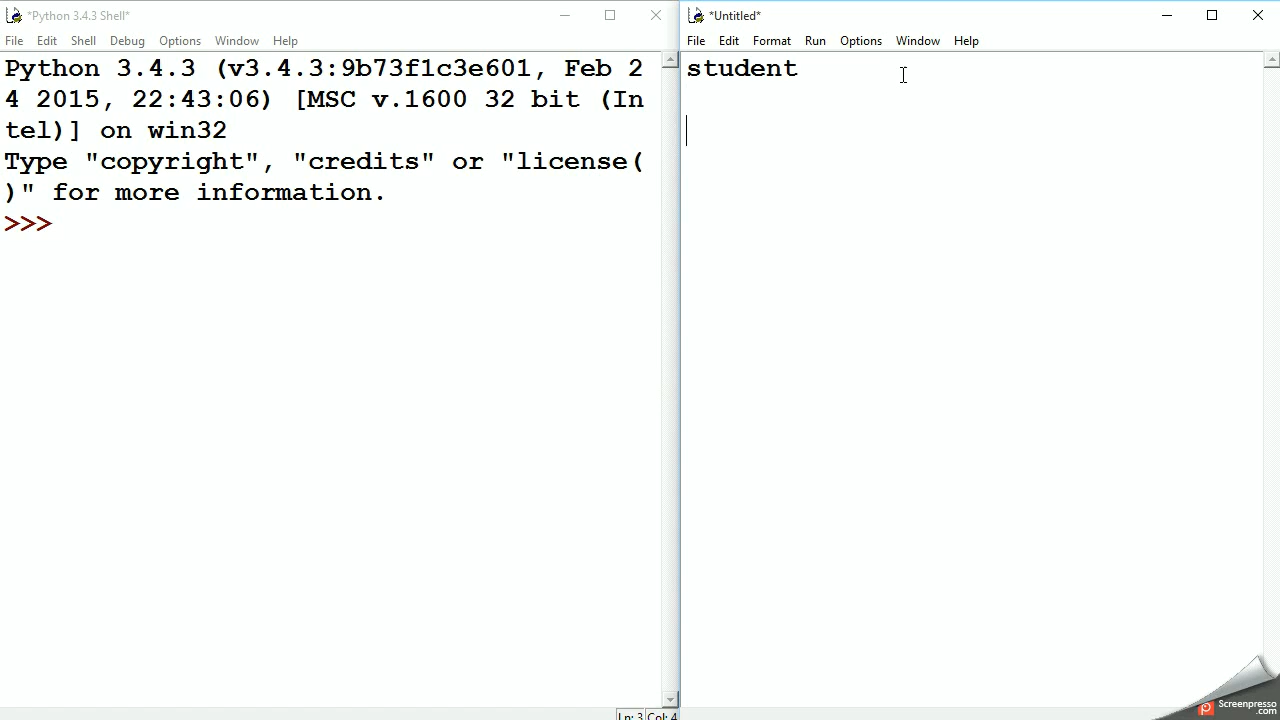 *Python 3.4.3 Shell*
File Edit Shell Debug Options Window Help
Python 3.4.3 (v3.4.3:9b73f1c3e601, Feb 2
4 2015, 22:43:06) [MSC v.1600 32 bit (In
tel)] on win32
Type "copyright", "credits" or "license(
)" for more information.
>>>
Ln: 3 Col: 4
*Untitled*
File Edit Format Run Options Window Help
student
Screenpresso
.com